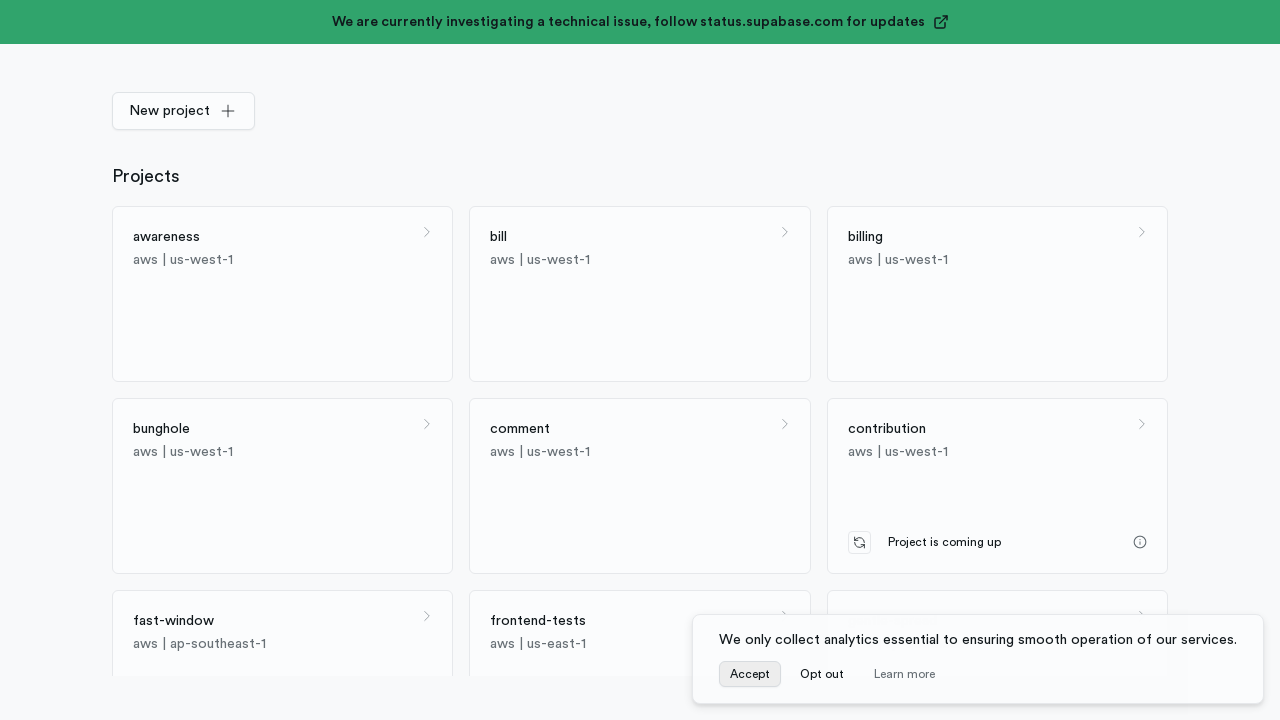 We are currently investigating a technical issue, follow status.supabase.com for updates
New project
Projects
awareness
aws | us-west-1
bill
aws | us-west-1
billing
aws | us-west-1
bunghole
aws | us-west-1
comment
aws | us-west-1
contribution
aws | us-west-1
Project is coming up
fast-window
aws | ap-southeast-1
frontend-tests
aws | us-east-1
We only collect analytics essential to ensuring smooth operation of our services.
Accept
Opt out
Learn more